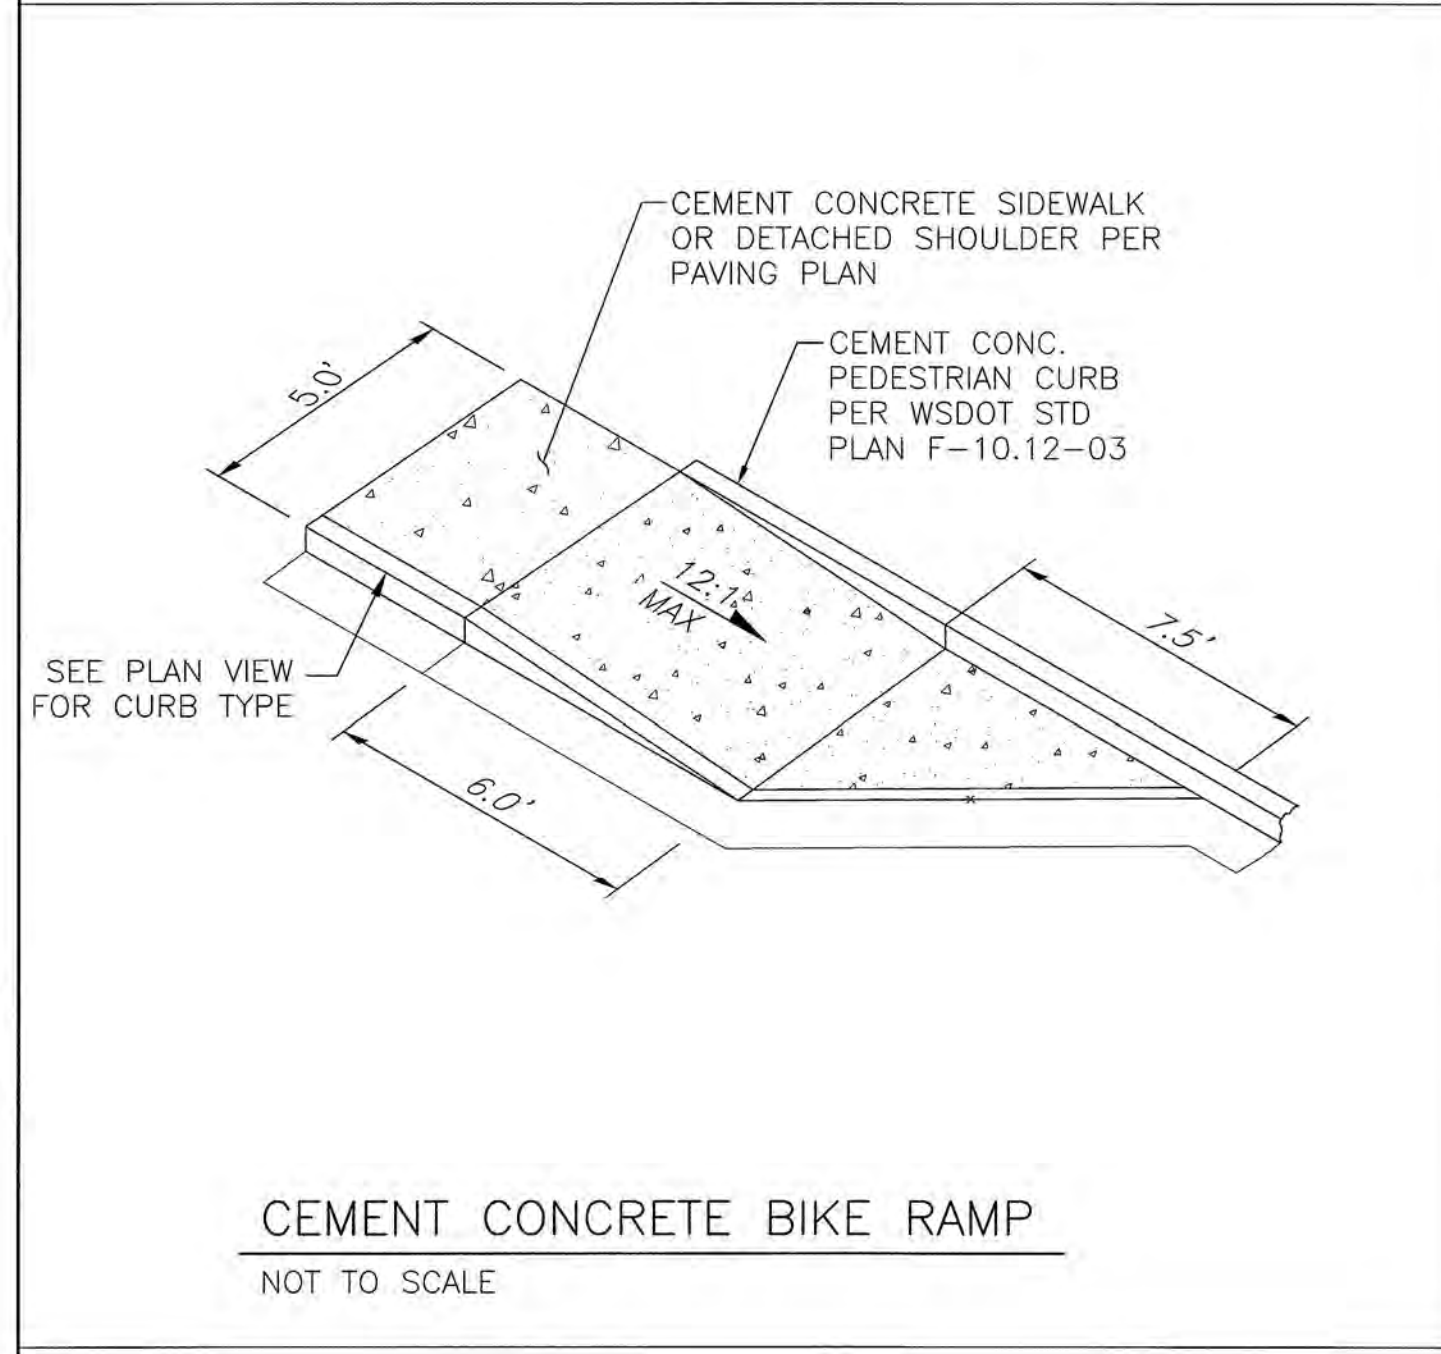 CEMENT CONCRETE SIDEWALK
OR DETACHED SHOULDER PER
PAVING PLAN
CEMENT CONC.
PEDESTRIAN CURB
PER WSDOT STD
PLAN F-10.12-03
5.0'
12:1
MAX
7.5'
SEE PLAN VIEW
FOR CURB TYPE
6.0'
CEMENT CONCRETE BIKE RAMP
NOT TO SCALE